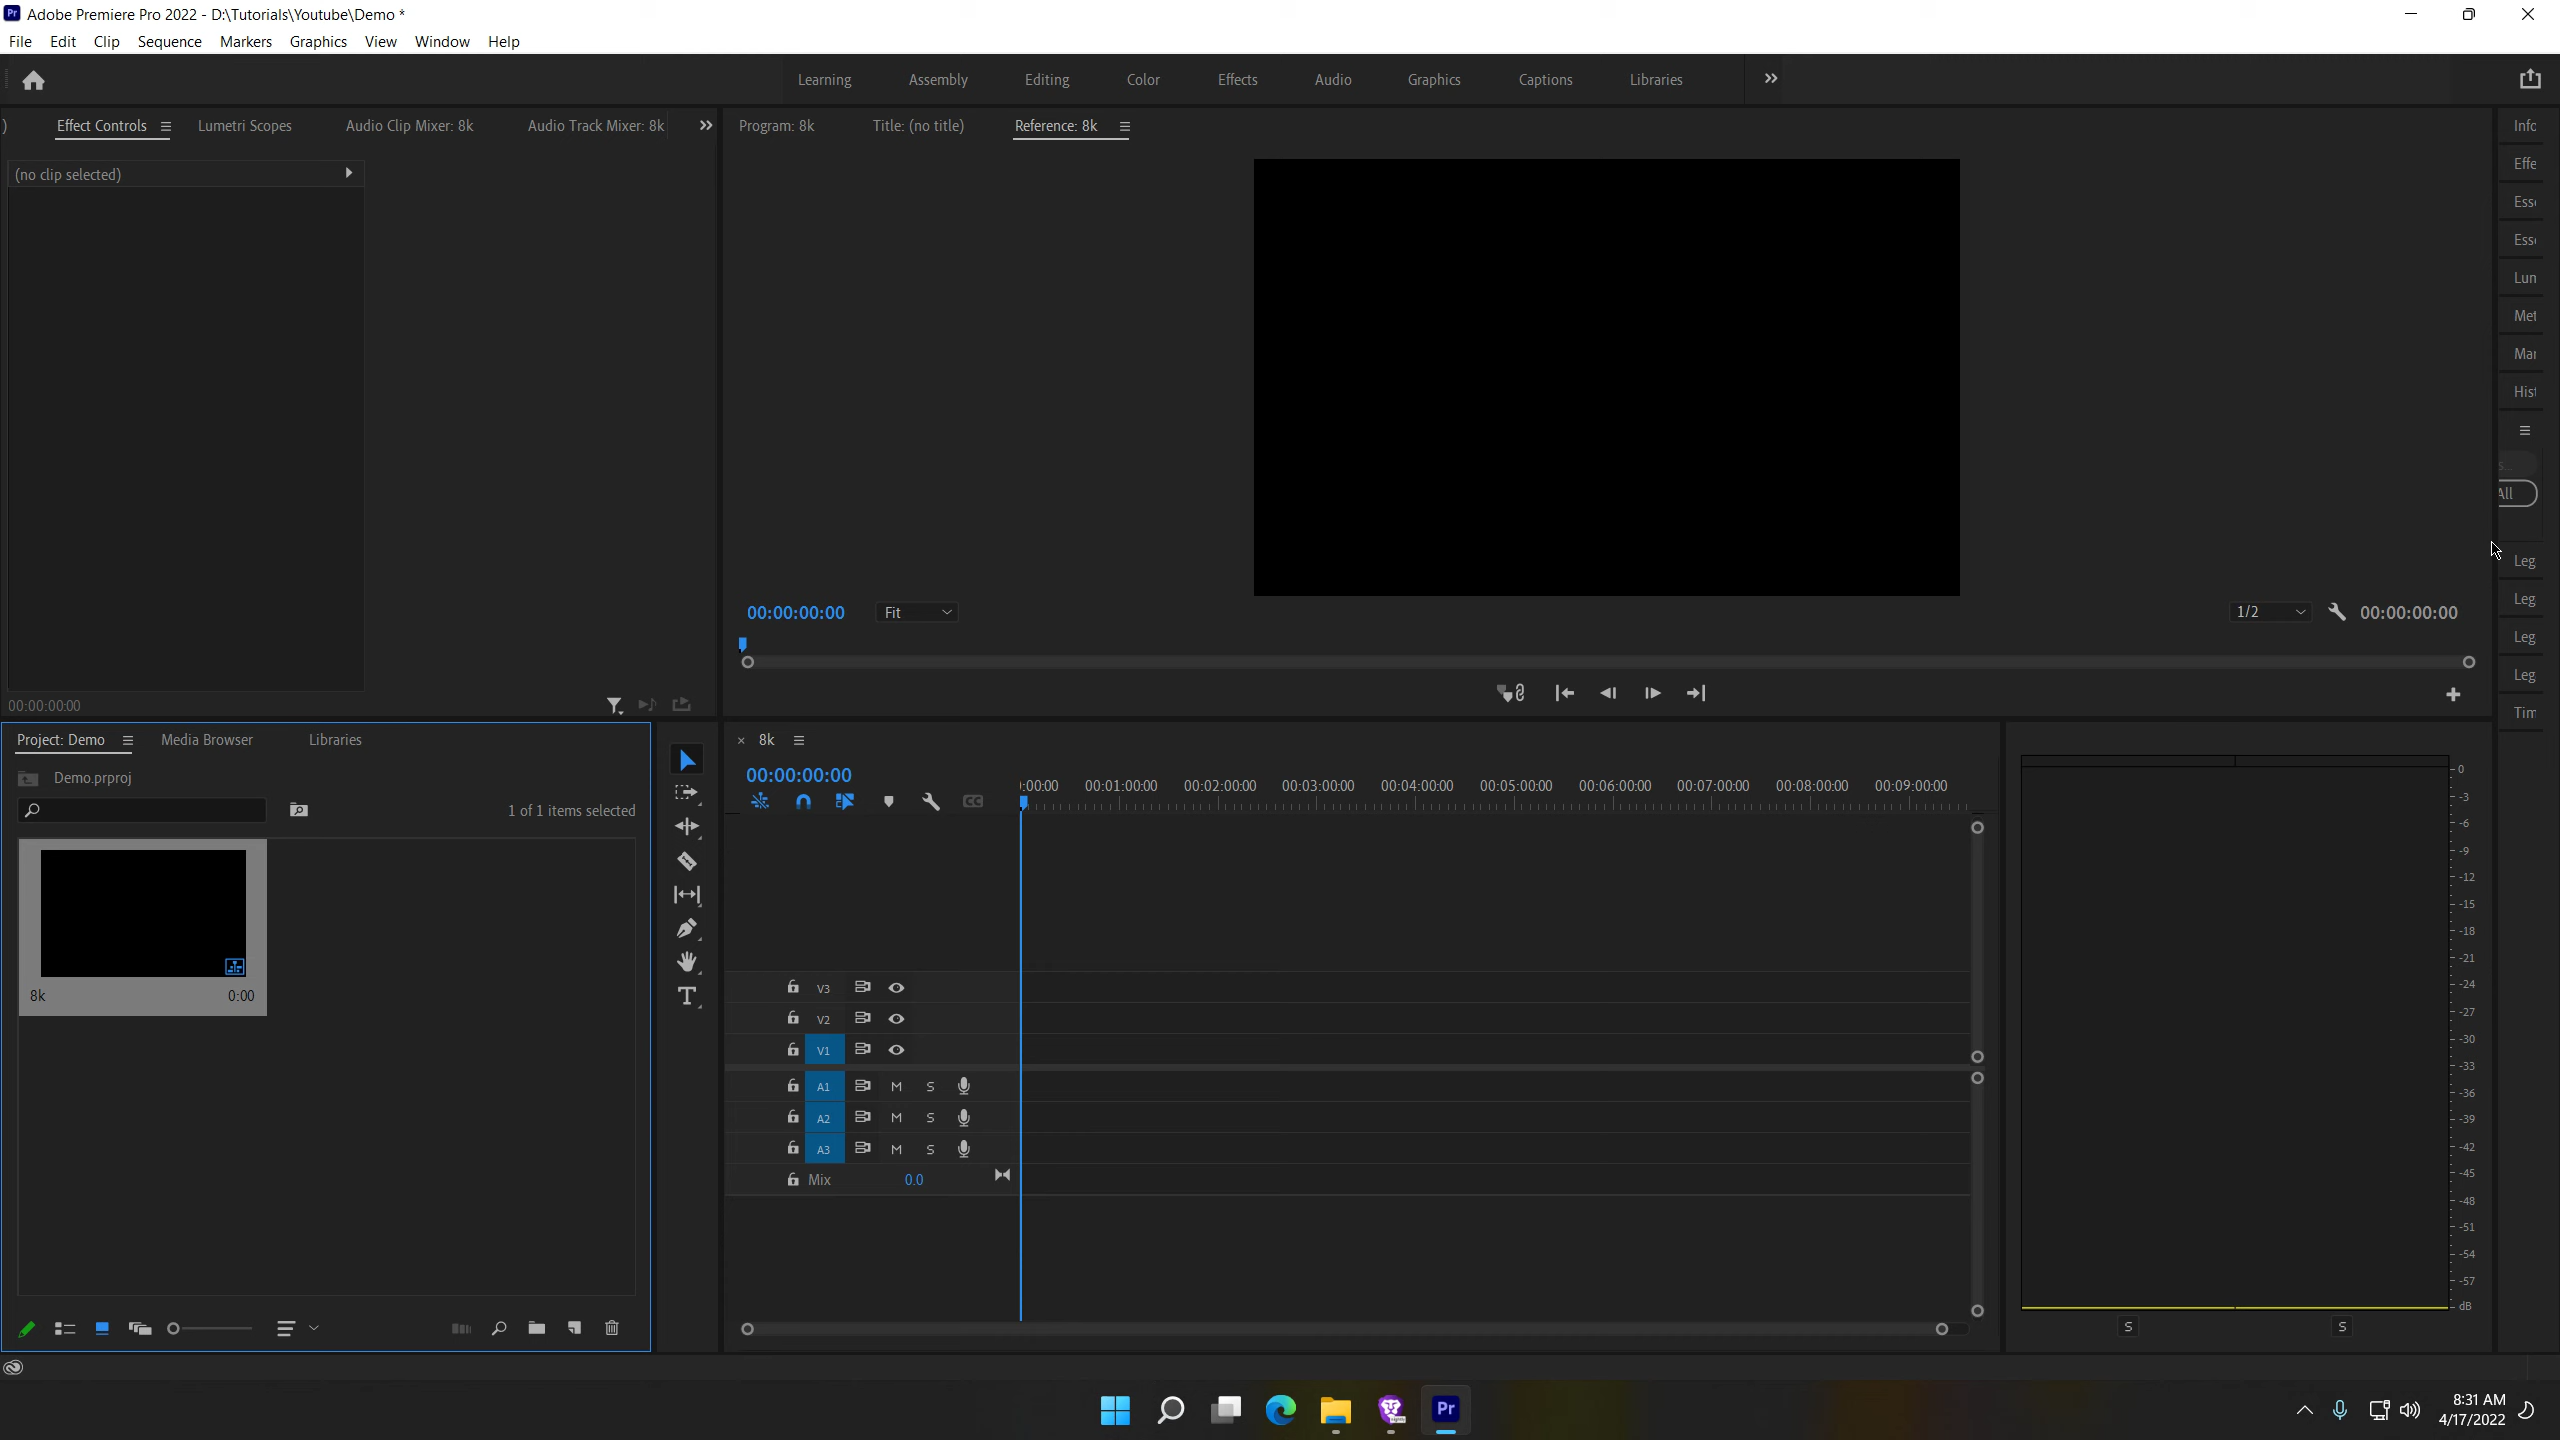 Adobe Premiere Pro 2022 - D:\Tutorials\Youtube\Demo *
File Edit Clip Sequence Markers Graphics View Window Help
Learning Assembly Editing Color Effects Audio Graphics Captions Libraries
Effect Controls Lumetri Scopes Audio Clip Mixer: 8k Audio Track Mixer: 8k
Program: 8k Title: (no title) Reference: 8k
(no clip selected)
00:00:00:00
00:00:00:00 Fit 1/2 00:00:00:00
Info
Effe
Ess
Ess
Lun
Met
Mar
Hist
All
Leg
Leg
Leg
Leg
Tim
Project: Demo Media Browser Libraries
Demo.prproj
1 of 1 items selected
8k 0:00
× 8k
00:00:00:00
:00:00 00:01:00:00 00:02:00:00 00:03:00:00 00:04:00:00 00:05:00:00 00:06:00:00 00:07:00:00 00:08:00:00 00:09:00:00
CC
V3
V2
V1
A1 M S
A2 M S
A3 M S
Mix 0.0
0
-3
-6
-9
-12
-15
-18
-21
-24
-27
-30
-33
-36
-39
-42
-45
-48
-51
-54
-57
dB
S S
Pr
8:31 AM
4/17/2022